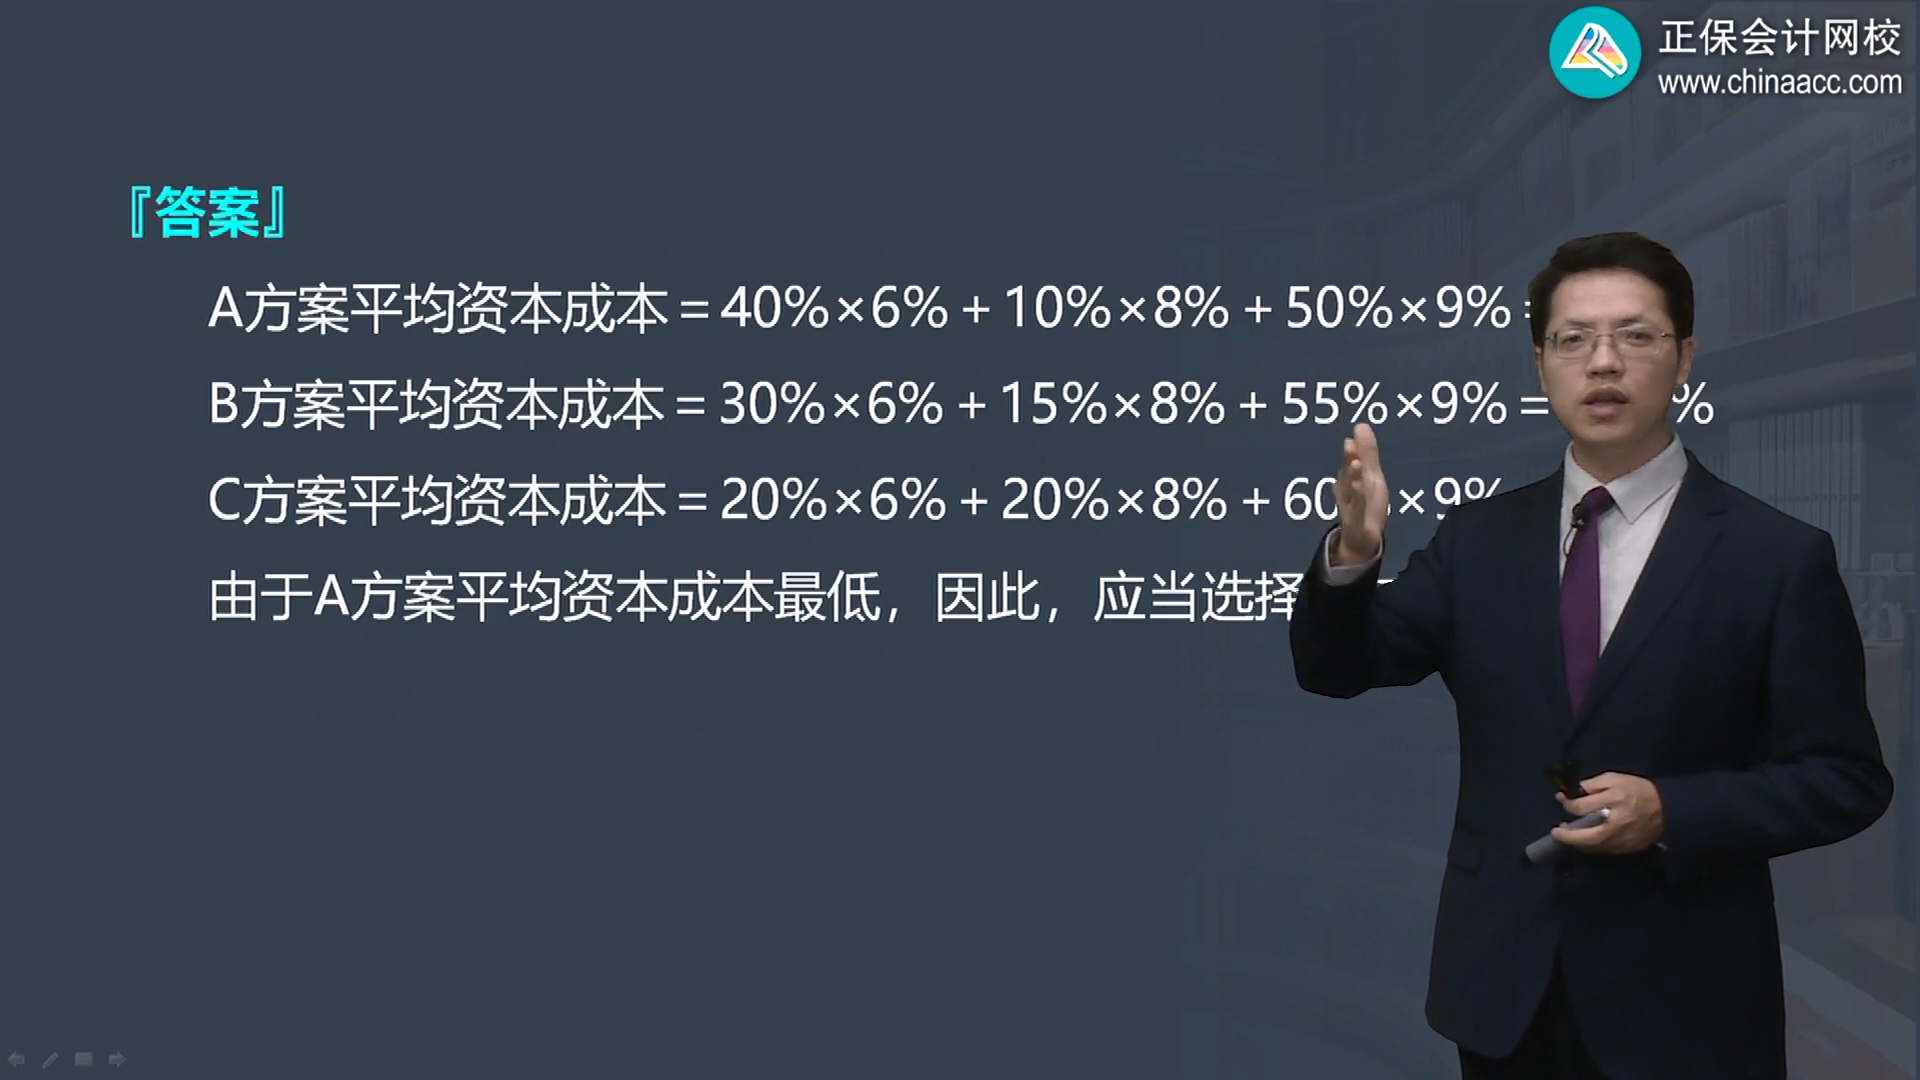 正保会计网校
www.chinaacc.com
『答案』
A方案平均资本成本＝40%×6%＋10%×8%＋50%×9%
B方案平均资本成本＝30%×6%＋15%×8%＋55%×9%＝ %
C方案平均资本成本＝20%×6%＋20%×8%＋60 ×9%
由于A方案平均资本成本最低，因此，应当选择